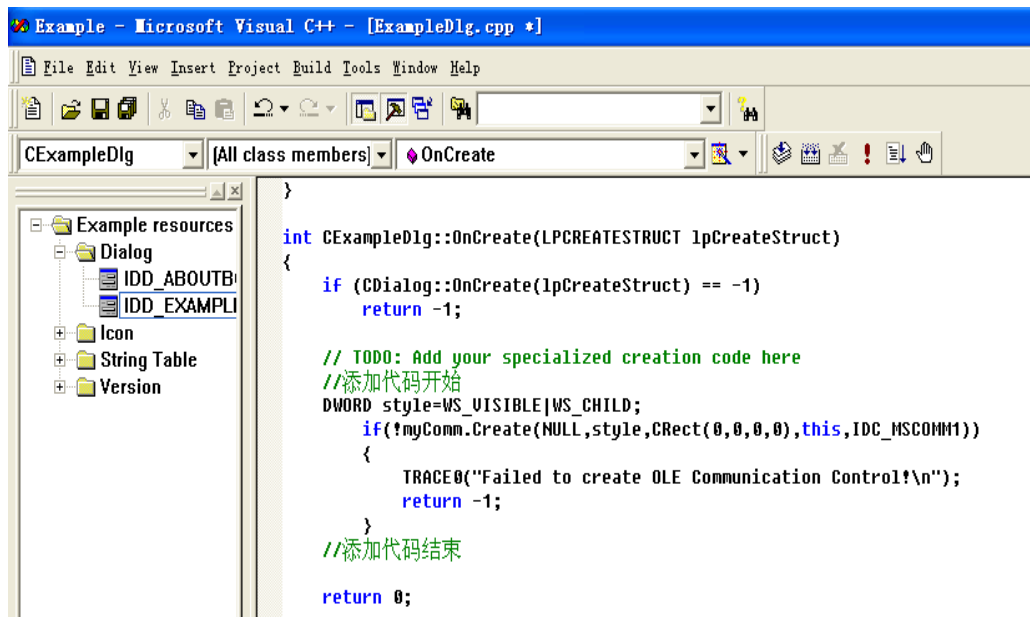 Example - Microsoft Visual C++ - [ExampleDlg.cpp *]
File Edit View Insert Project Build Tools Window Help
CExampleDlg (All class members) OnCreate
Example resources
Dialog
IDD_ABOUTB
IDD_EXAMPL
Icon
String Table
Version
}
int CExampleDlg::OnCreate(LPCREATESTRUCT lpCreateStruct)
{
if (CDialog::OnCreate(lpCreateStruct) == -1)
return -1;
// TODO: Add your specialized creation code here
//添加代码开始
DWORD style=WS_VISIBLE|WS_CHILD;
if(!myComm.Create(NULL,style,CRect(0,0,0,0),this,IDC_MSCOMM1))
{
TRACE0("Failed to create OLE Communication Control!\n");
return -1;
}
//添加代码结束
return 0;